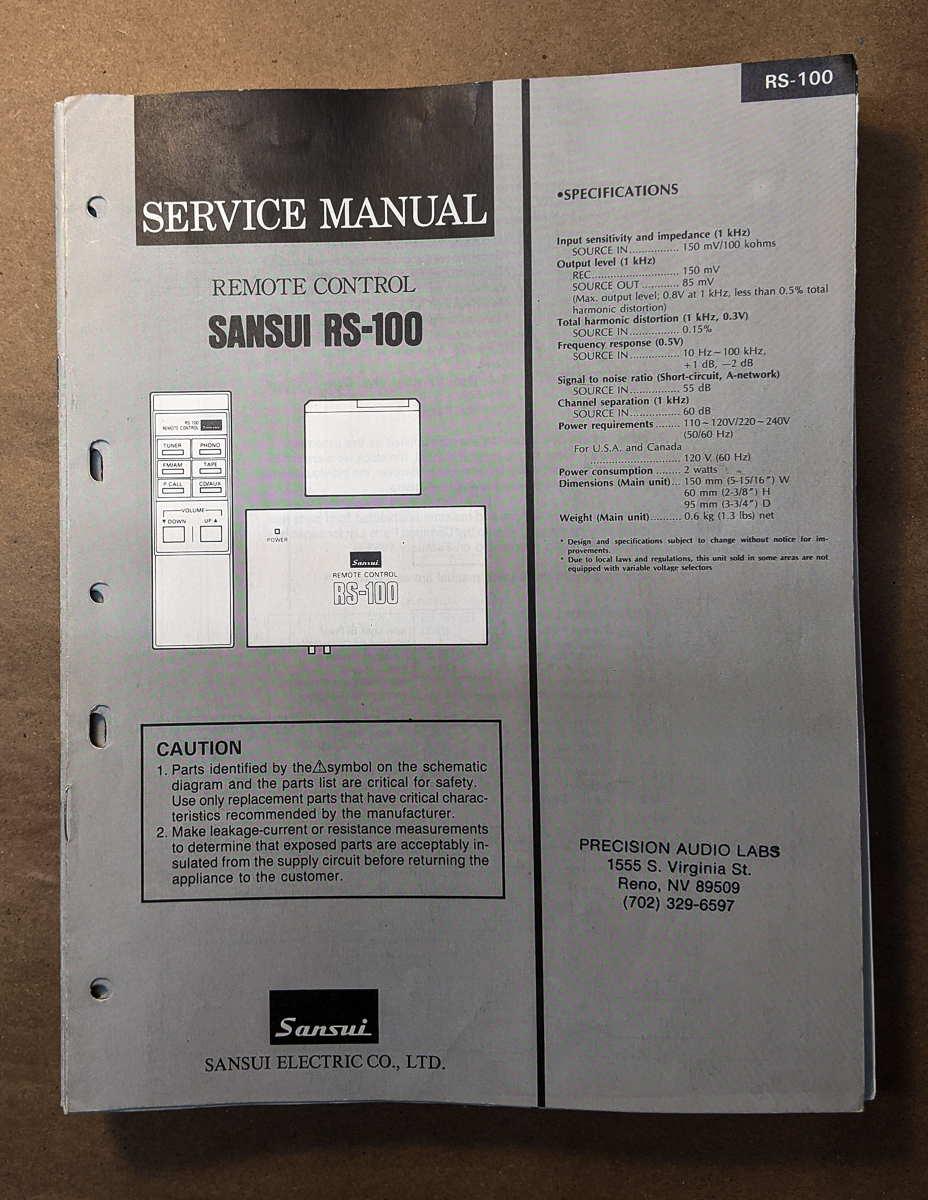 RS-100
SERVICE MANUAL
REMOTE CONTROL
SANSUI RS-100
RS 100
REMOTE CONTROL Sansui
TUNER PHONO
FM/AM TAPE
P.CALL CD/AUX
VOLUME
▼ DOWN UP ▲
POWER
Sansui
REMOTE CONTROL
RS-100
CAUTION
1. Parts identified by the⚠symbol on the schematic
diagram and the parts list are critical for safety.
Use only replacement parts that have critical charac-
teristics recommended by the manufacturer.
2. Make leakage-current or resistance measurements
to determine that exposed parts are acceptably in-
sulated from the supply circuit before returning the
appliance to the customer.
Sansui
SANSUI ELECTRIC CO., LTD.
•SPECIFICATIONS
Input sensitivity and impedance (1 kHz)
SOURCE IN................ 150 mV/100 kohms
Output level (1 kHz)
REC........................... 150 mV
SOURCE OUT.............. 85 mV
(Max. output level; 0.8V at 1 kHz, less than 0.5% total
harmonic distortion)
Total harmonic distortion (1 kHz, 0.3V)
SOURCE IN................ 0.15%
Frequency response (0.5V)
SOURCE IN................ 10 Hz~100 kHz,
+1 dB, −2 dB
Signal to noise ratio (Short-circuit, A-network)
SOURCE IN................ 55 dB
Channel separation (1 kHz)
SOURCE IN................ 60 dB
Power requirements ........ 110~120V/220~240V
(50/60 Hz)
For U.S.A. and Canada
............................ 120 V (60 Hz)
Power consumption ........ 2 watts
Dimensions (Main unit)... 150 mm (5-15/16″) W
60 mm (2-3/8″) H
95 mm (3-3/4″) D
Weight (Main unit).......... 0.6 kg (1.3 lbs) net
* Design and specifications subject to change without notice for im-
provements.
* Due to local laws and regulations, this unit sold in some areas are not
equipped with variable voltage selectors
PRECISION AUDIO LABS
1555 S. Virginia St.
Reno, NV 89509
(702) 329-6597